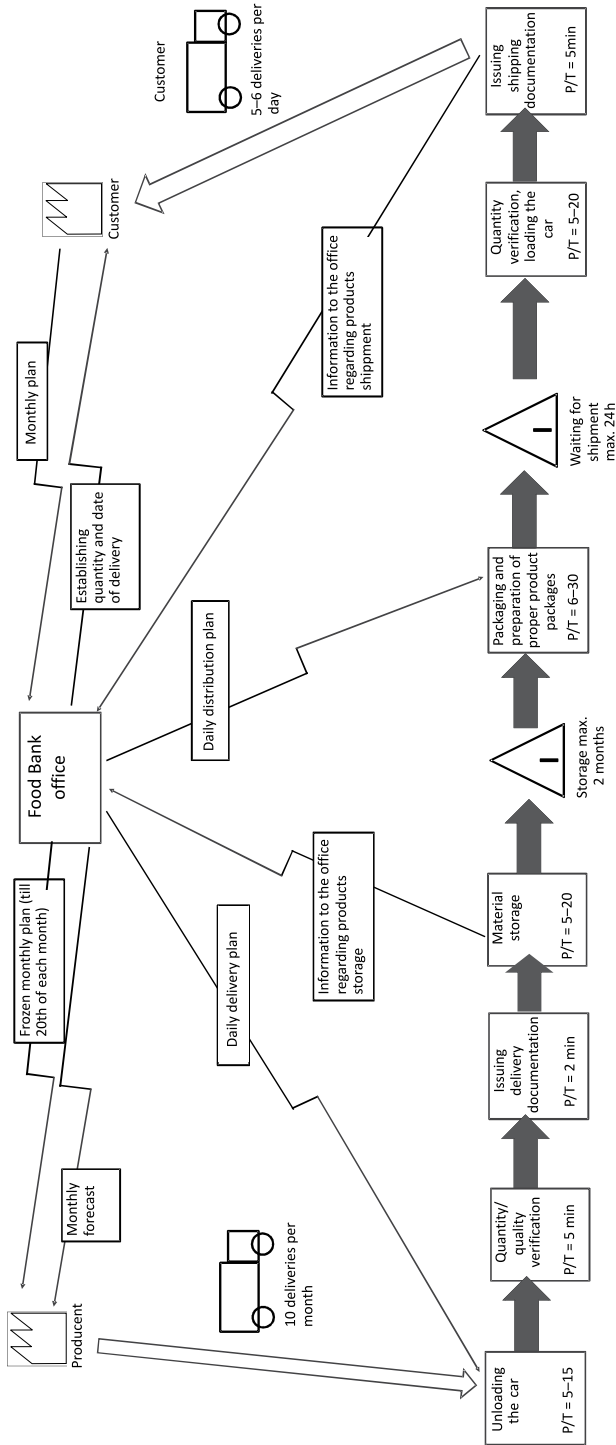 Producent
Frozen monthly plan (till
20th of each month)
Monthly
forecast
Food Bank
office
Monthly plan
Establishing
quantity and date
of delivery
Customer
10 deliveries per
month
Daily delivery plan
Information to the office
regarding products
storage
Daily distribution plan
Information to the office
regarding products
shippment
Customer
5–6 deliveries per
day
Unloading
the car
P/T = 5–15
Quantity/
quality
verification
P/T = 5 min
Issuing
delivery
documentation
P/T = 2 min
Material
storage
P/T = 5–20
Storage max.
2 months
Packaging and
preparation of
proper product
packages
P/T = 6–30
Waiting for
shipment
max. 24h
Quantity
verification,
loading the
car
P/T = 5–20
Issuing
shipping
documentation
P/T = 5min